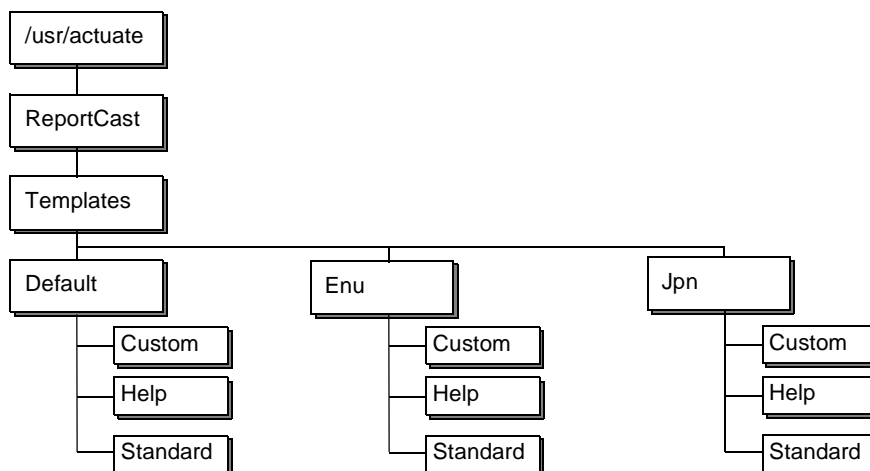 /usr/actuate
ReportCast
Templates
Default
Enu
Jpn
Custom
Help
Standard
Custom
Help
Standard
Custom
Help
Standard